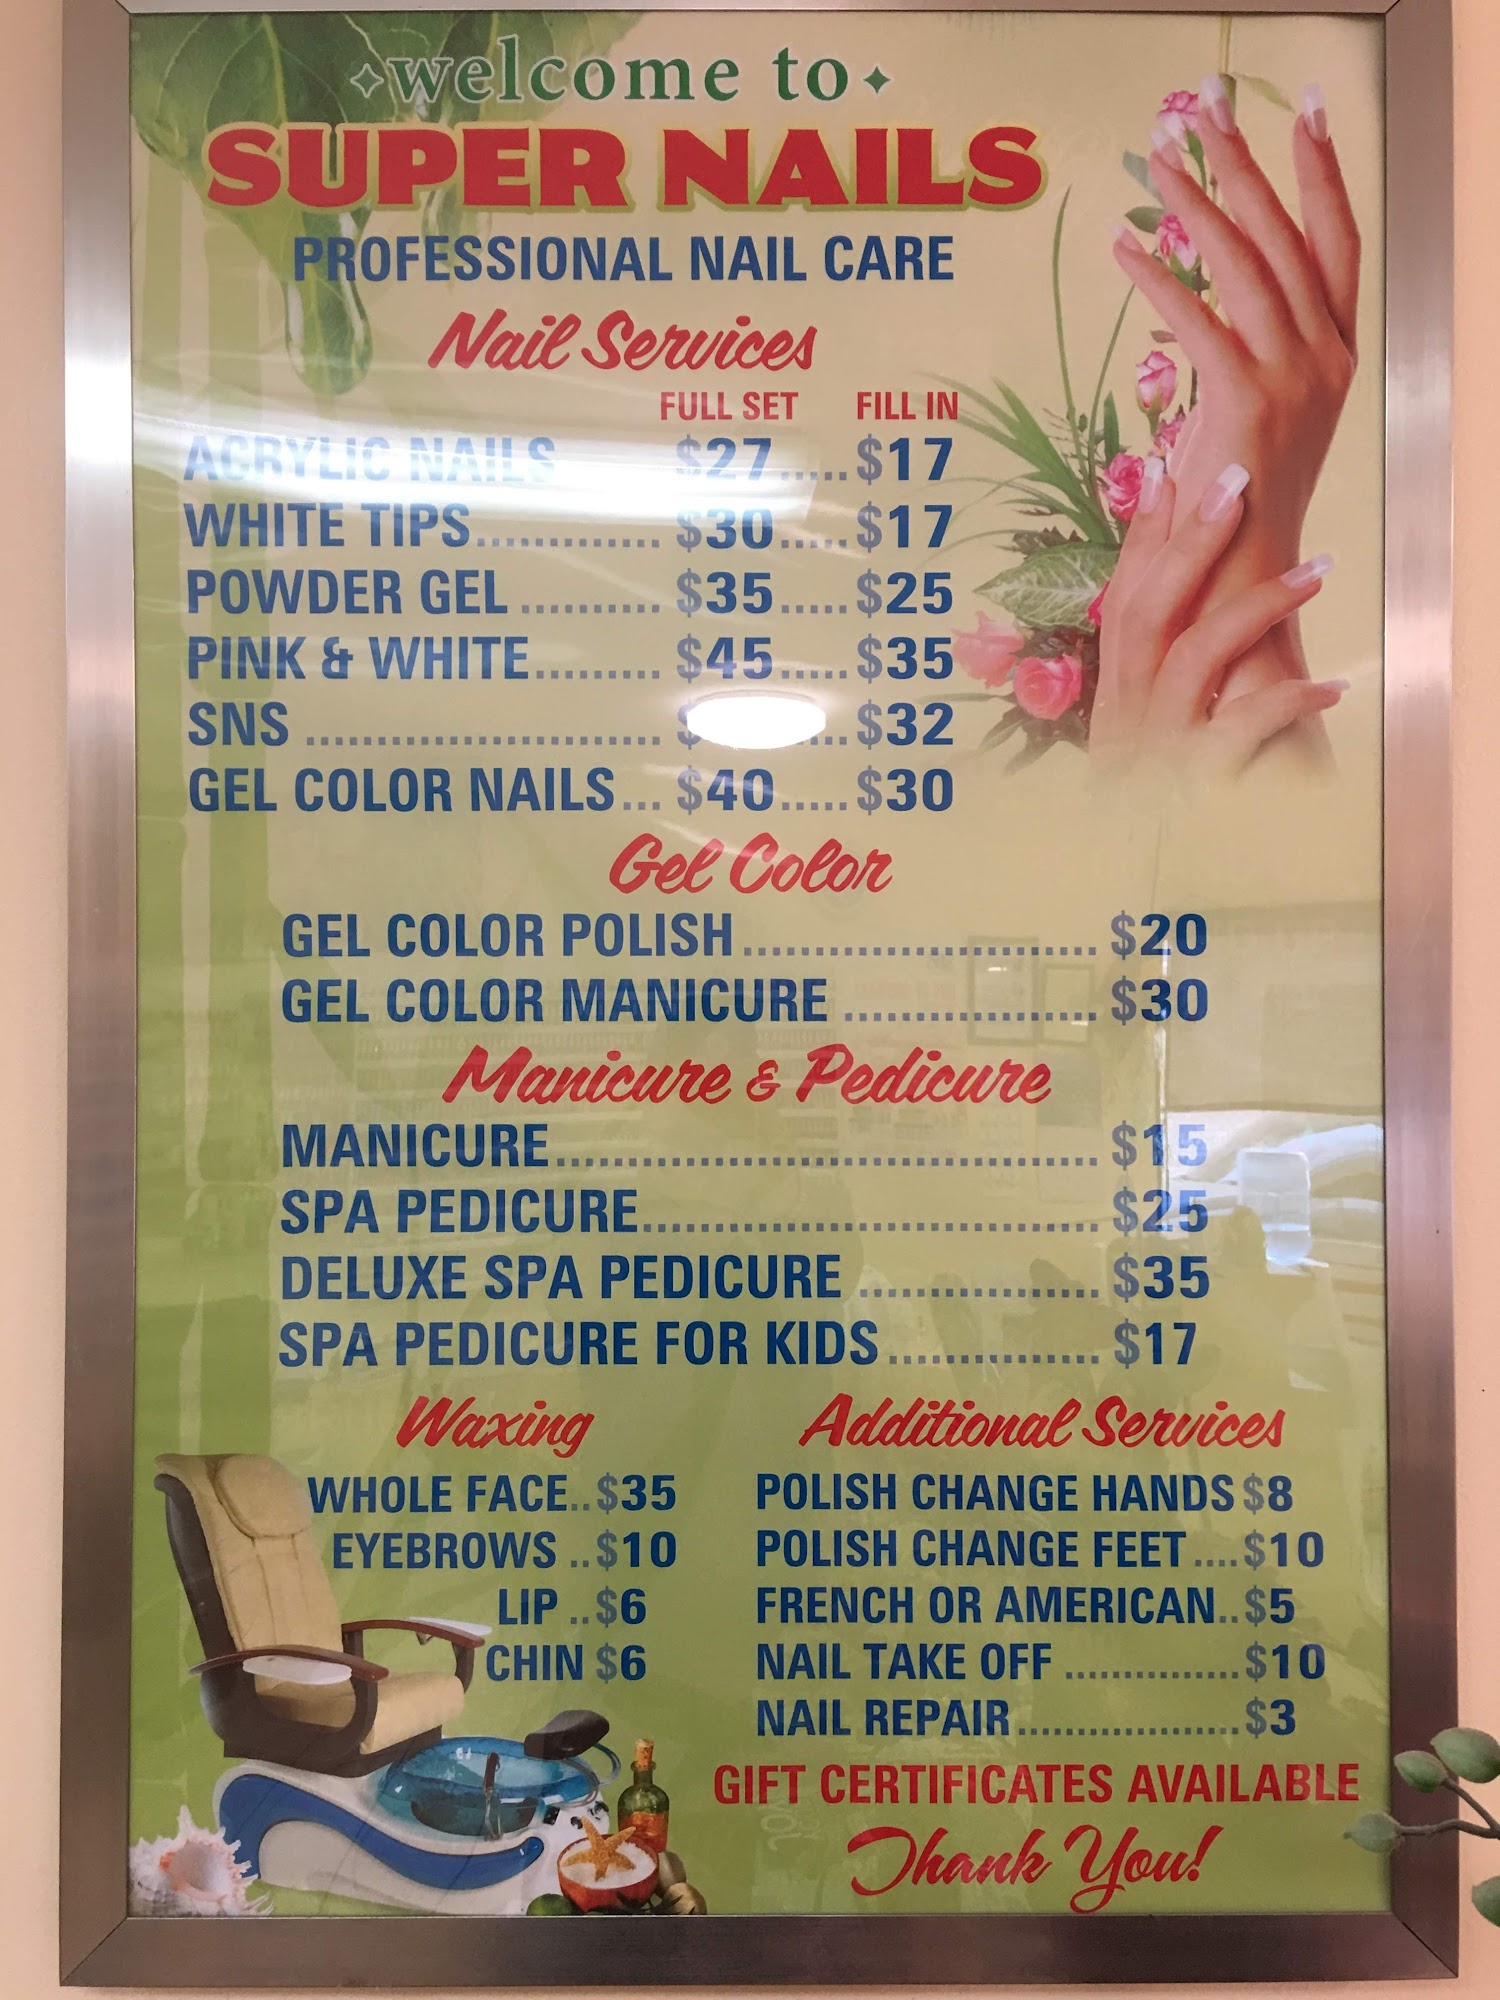 welcome to
SUPER NAILS
PROFESSIONAL NAIL CARE
Nail Services
FULL SET FILL IN
ACRYLIC NAILS $27.....$17
WHITE TIPS............. $30.....$17
POWDER GEL .......... $35.....$25
PINK & WHITE......... $45.....$35
SNS ......................... $ ...$32
GEL COLOR NAILS... $40.....$30
Gel Color
GEL COLOR POLISH......................... $20
GEL COLOR MANICURE .................. $30
Manicure & Pedicure
MANICURE...................................... $15
SPA PEDICURE................................ $25
DELUXE SPA PEDICURE ................. $35
SPA PEDICURE FOR KIDS............... $17
Waxing
WHOLE FACE..$35
EYEBROWS ..$10
LIP ..$6
CHIN $6
Additional Services
POLISH CHANGE HANDS $8
POLISH CHANGE FEET ....$10
FRENCH OR AMERICAN..$5
NAIL TAKE OFF ...............$10
NAIL REPAIR...................$3
GIFT CERTIFICATES AVAILABLE
Thank You!